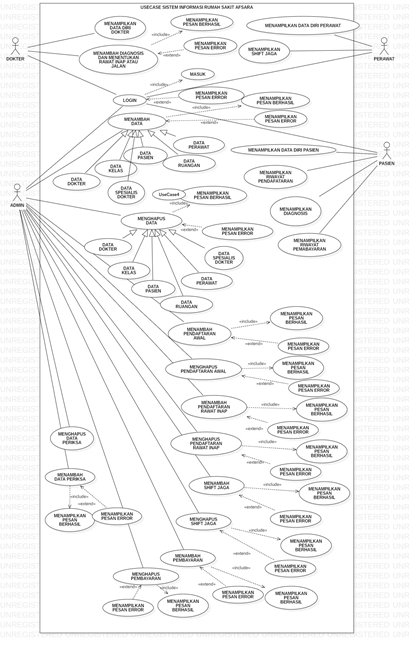 USECASE SISTEM INFORMASI RUMAH SAKIT AFSARA
MENAMPILKAN
DATA DIRI
DOKTER
«include»
MENAMPILKAN
PESAN BERHASIL
MENAMPILKAN DATA DIRI PERAWAT
DOKTER
MENAMBAH DIAGNOSIS
DAN MENENTUKAN
RAWAT INAP ATAU
JALAN
«extend»
MENAMPILKAN
PESAN ERROR
MENAMPILKAN
SHIFT JAGA
PERAWAT
MASUK
LOGIN
«include»
«extend»
MENAMPILKAN
PESAN ERROR
MENAMPILKAN
PESAN BERHASIL
MENAMBAH
DATA
«include»
«extend»
MENAMPILKAN
PESAN ERROR
DATA
PERAWAT
DATA
PASIEN
DATA
RUANGAN
DATA
KELAS
DATA
DOKTER
DATA
SPESIALIS
DOKTER
MENAMPILKAN DATA DIRI PASIEN
PASIEN
MENAMPILKAN
RIWAYAT
PENDAFATARAN
MENAMPILKAN
DIAGNOSIS
MENAMPILKAN
RIWAYAT
PEMABAYARAN
ADMIN
UseCase4
MENAMPILKAN
PESAN BERHASIL
«include»
MENGHAPUS
DATA
«extend»
MENAMPILKAN
PESAN ERROR
DATA
DOKTER
DATA
KELAS
DATA
PASIEN
DATA
RUANGAN
DATA
PERAWAT
DATA
SPESIALIS
DOKTER
MENAMBAH
PENDAFTARAN
AWAL
«include»
MENAMPILKAN
PESAN
BERHASIL
«extend»
MENAMPILKAN
PESAN ERROR
MENGHAPUS
PENDAFTARAN AWAL
«include»
MENAMPILKAN
PESAN
BERHASIL
«extend»
MENAMPILKAN
PESAN ERROR
MENAMBAH
PENDAFTARAN
RAWAT INAP
«include»
MENAMPILKAN
PESAN
BERHASIL
«extend»
MENAMPILKAN
PESAN ERROR
MENGHAPUS
PENDAFTARAN
RAWAT INAP
«include»
MENAMPILKAN
PESAN
BERHASIL
«extend»
MENAMPILKAN
PESAN ERROR
MENAMBAH
SHIFT JAGA
«include»
MENAMPILKAN
PESAN
BERHASIL
«extend»
MENAMPILKAN
PESAN ERROR
MENGHAPUS
SHIFT JAGA
«include»
MENAMPILKAN
PESAN
BERHASIL
«extend»
MENAMPILKAN
PESAN ERROR
MENGHAPUS
DATA
PERIKSA
MENAMBAH
DATA PERIKSA
«include»
«extend»
MENAMPILKAN
PESAN
BERHASIL
MENAMPILKAN
PESAN ERROR
MENAMBAH
PEMBAYARAN
«include»
«extend»
MENAMPILKAN
PESAN ERROR
MENAMPILKAN
PESAN
BERHASIL
MENGHAPUS
PEMBAYARAN
«extend»
«include»
MENAMPILKAN
PESAN ERROR
MENAMPILKAN
PESAN
BERHASIL